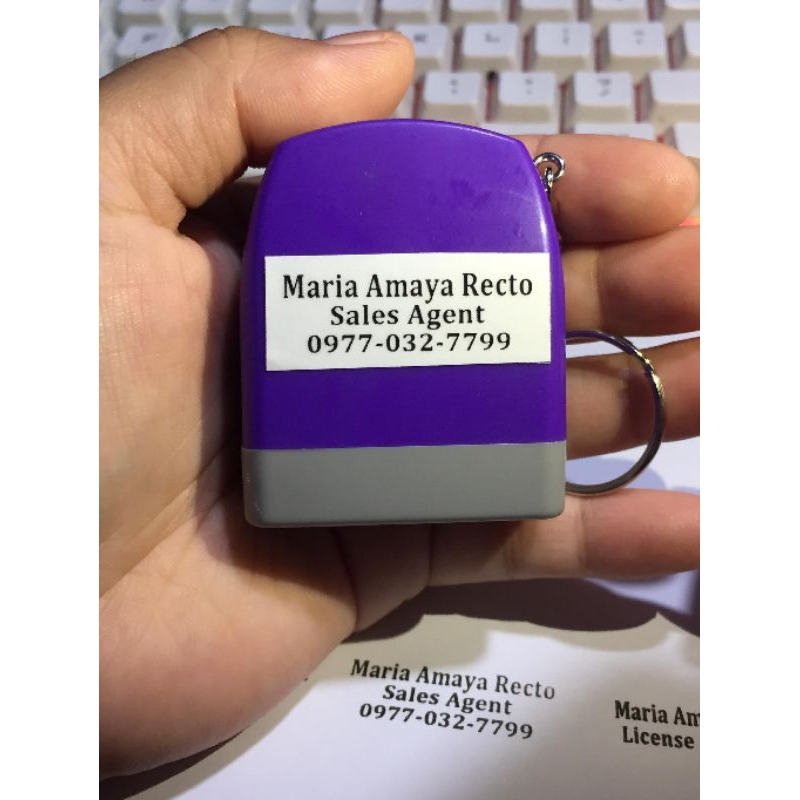 Maria Amaya Recto
Sales Agent
0977-032-7799
Maria Amaya Recto
Sales Agent
0977-032-7799
Maria Am
License